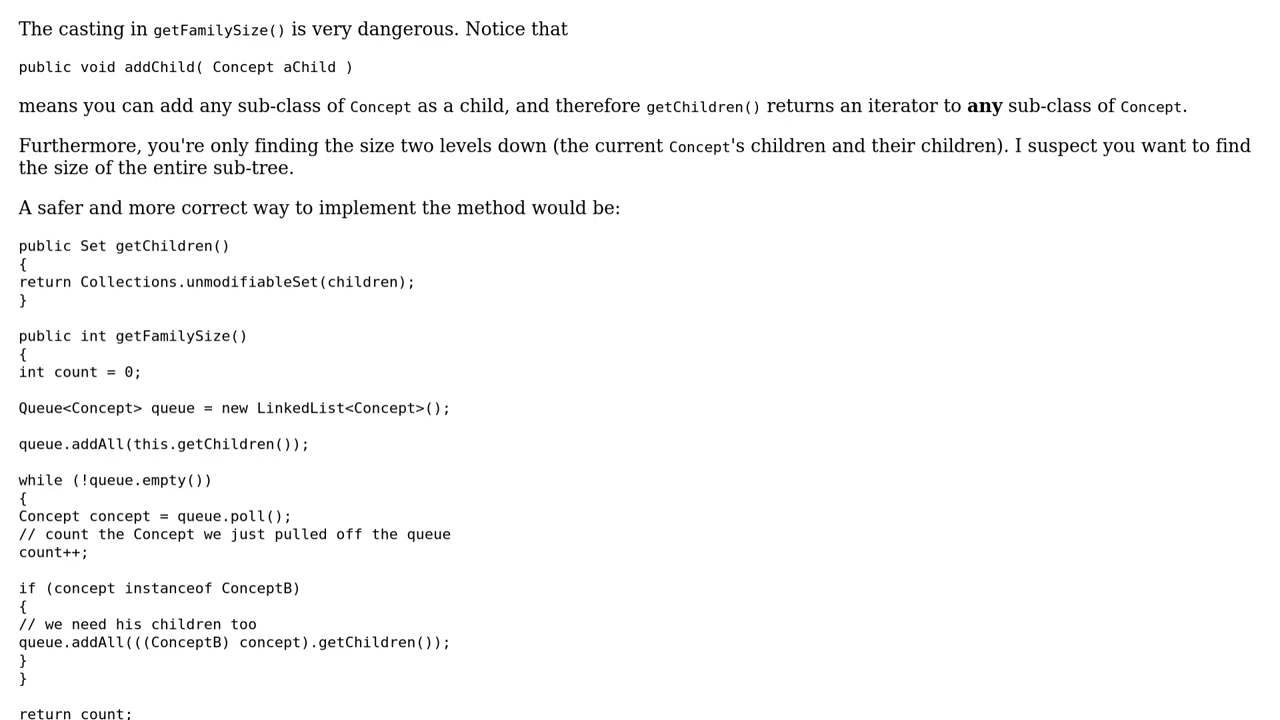 The casting in getFamilySize() is very dangerous. Notice that
public void addChild( Concept aChild )
means you can add any sub-class of Concept as a child, and therefore getChildren() returns an iterator to any sub-class of Concept.
Furthermore, you're only finding the size two levels down (the current Concept's children and their children). I suspect you want to find
the size of the entire sub-tree.
A safer and more correct way to implement the method would be:
public Set getChildren()
{
return Collections.unmodifiableSet(children);
}
public int getFamilySize()
{
int count = 0;
Queue<Concept> queue = new LinkedList<Concept>();
queue.addAll(this.getChildren());
while (!queue.empty())
{
Concept concept = queue.poll();
// count the Concept we just pulled off the queue
count++;
if (concept instanceof ConceptB)
{
// we need his children too
queue.addAll(((ConceptB) concept).getChildren());
}
}
return count;